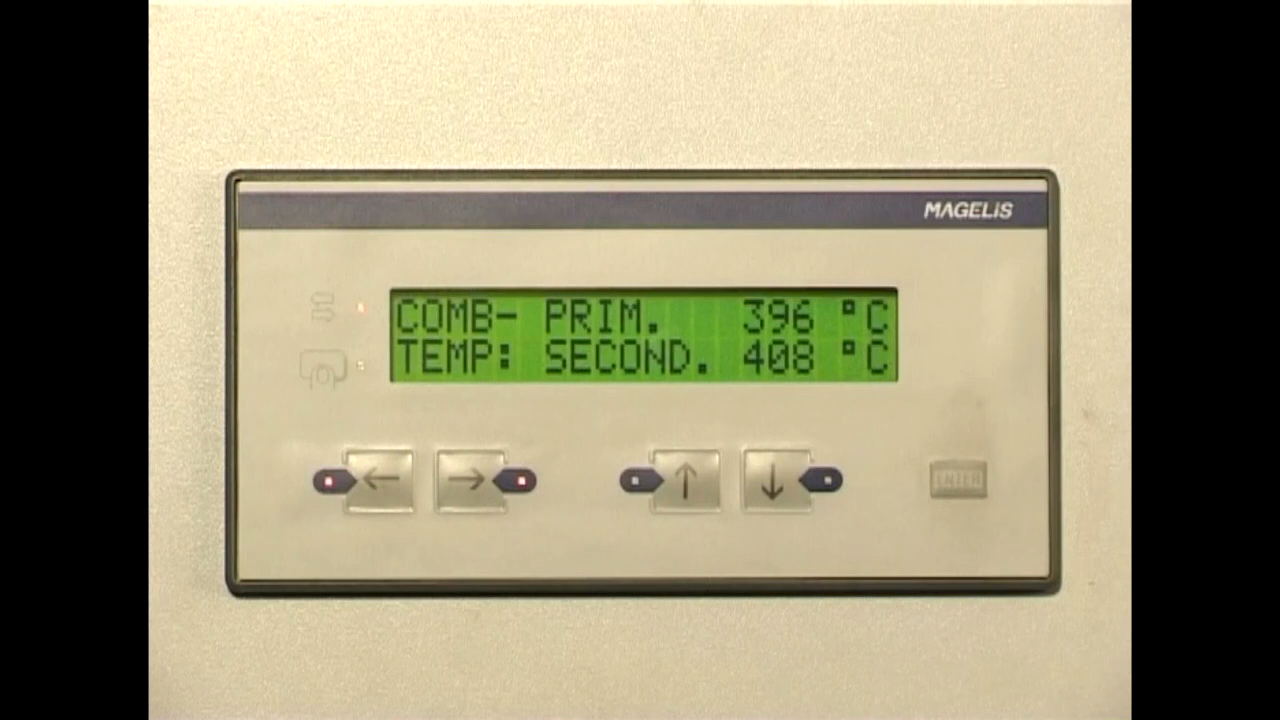 MAGELIS
COMB- PRIM. 396 °C
TEMP: SECOND. 408 °C
ENTER